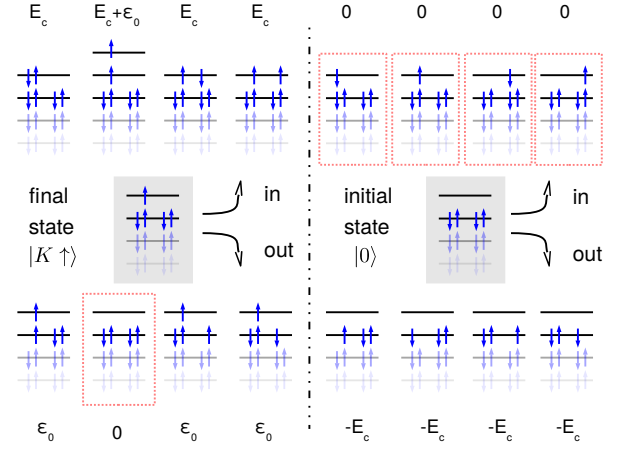 E_c E_c+ε_0 E_c E_c 0 0 0 0
final state |K ↑⟩
in
out
initial state |0⟩
in
out
ε_0 0 ε_0 ε_0 -E_c -E_c -E_c -E_c